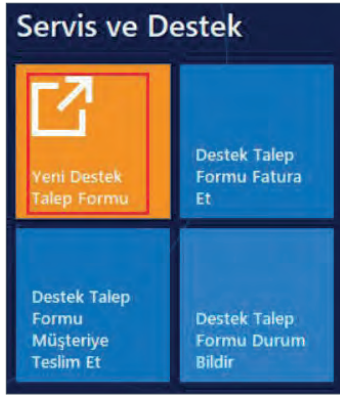 Servis ve Destek
Yeni Destek
Talep Formu
Destek Talep
Formu Fatura
Et
Destek Talep
Formu
Müşteriye
Teslim Et
Destek Talep
Formu Durum
Bildir